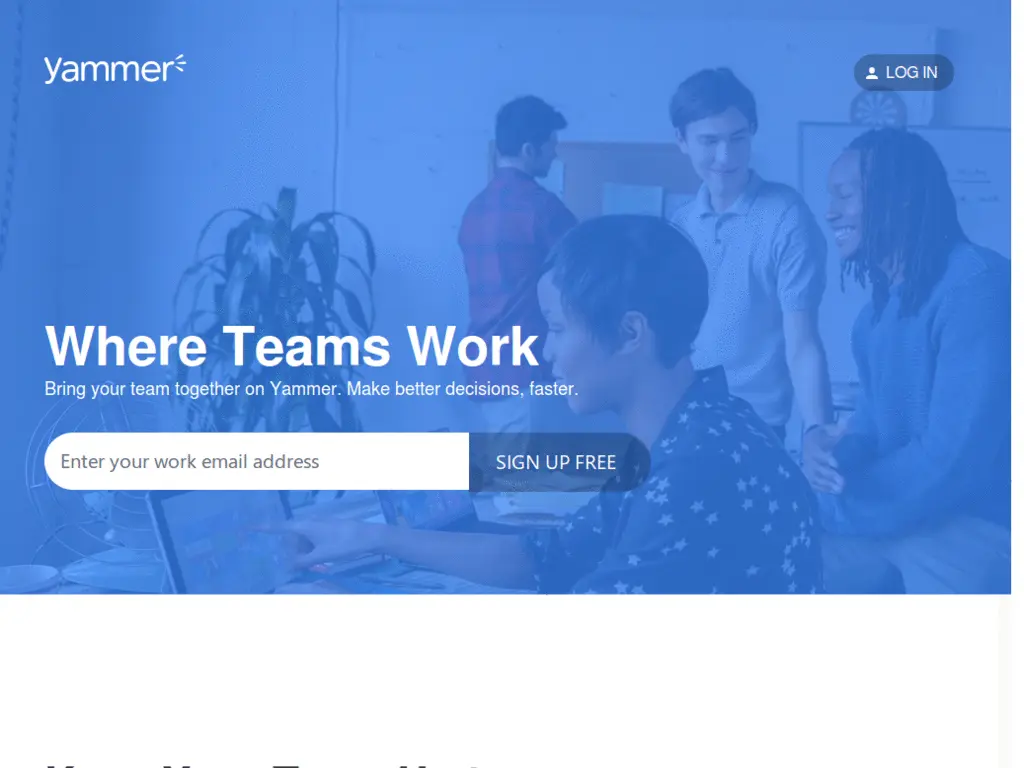 yammer
LOG IN
Where Teams Work
Bring your team together on Yammer. Make better decisions, faster.
Enter your work email address
SIGN UP FREE